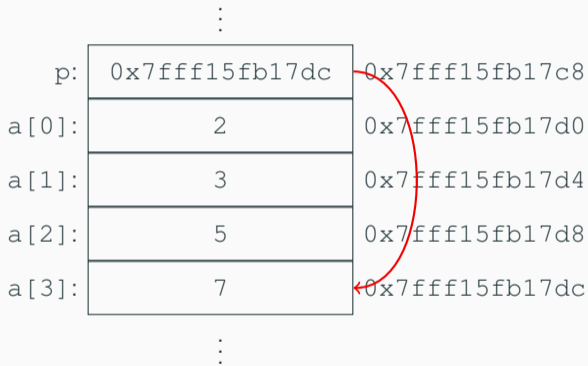 ⋮
p: 0x7fff15fb17dc 0x7fff15fb17c8
a[0]: 2 0x7fff15fb17d0
a[1]: 3 0x7fff15fb17d4
a[2]: 5 0x7fff15fb17d8
a[3]: 7 0x7fff15fb17dc
⋮